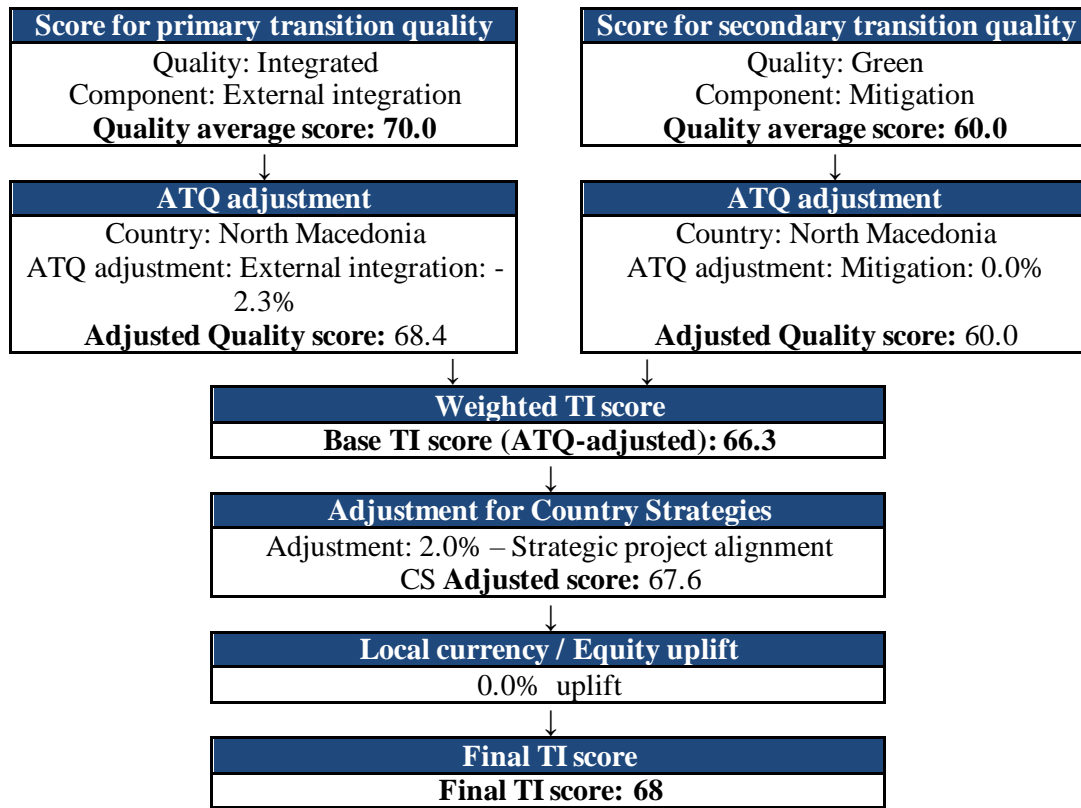 Score for primary transition quality
Quality: Integrated
Component: External integration
Quality average score: 70.0
↓
ATQ adjustment
Country: North Macedonia
ATQ adjustment: External integration: -
2.3%
Adjusted Quality score: 68.4
Score for secondary transition quality
Quality: Green
Component: Mitigation
Quality average score: 60.0
↓
ATQ adjustment
Country: North Macedonia
ATQ adjustment: Mitigation: 0.0%
Adjusted Quality score: 60.0
↓ ↓
Weighted TI score
Base TI score (ATQ-adjusted): 66.3
↓
Adjustment for Country Strategies
Adjustment: 2.0% – Strategic project alignment
CS Adjusted score: 67.6
↓
Local currency / Equity uplift
0.0% uplift
↓
Final TI score
Final TI score: 68